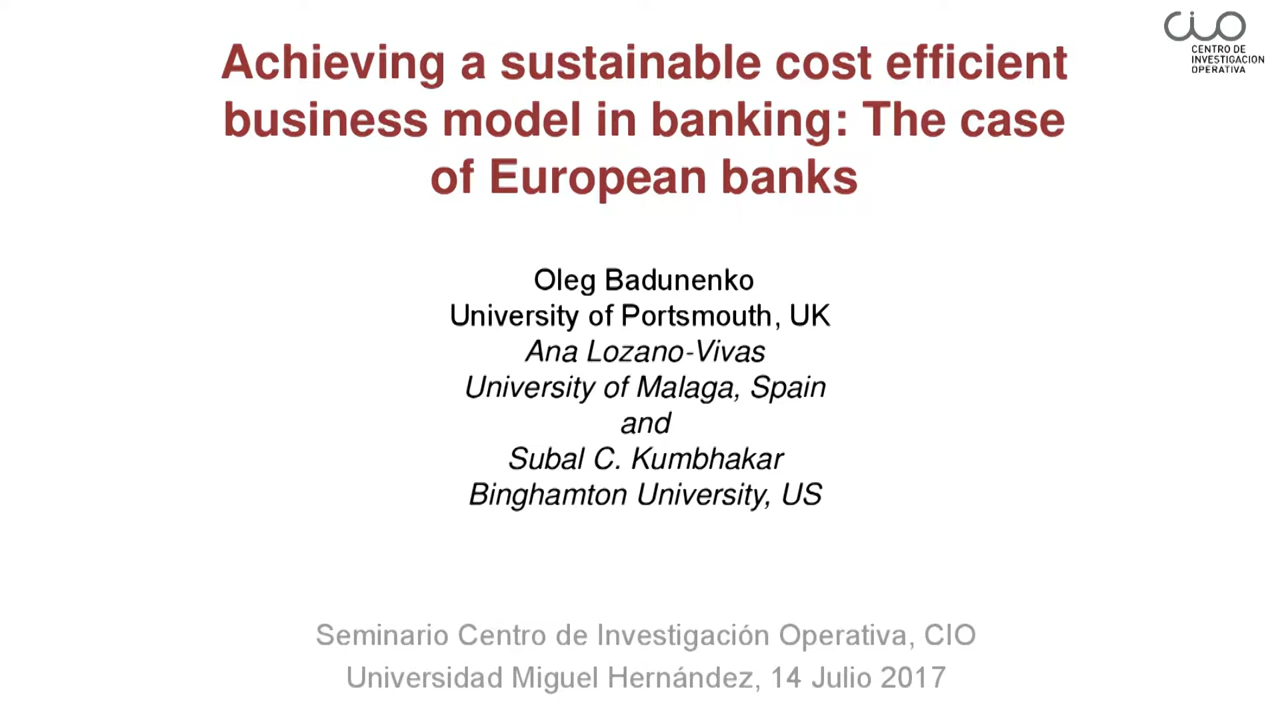 CIO
CENTRO DE
INVESTIGACION
OPERATIVA
Achieving a sustainable cost efficient
business model in banking: The case
of European banks
Oleg Badunenko
University of Portsmouth, UK
Ana Lozano-Vivas
University of Malaga, Spain
and
Subal C. Kumbhakar
Binghamton University, US
Seminario Centro de Investigación Operativa, CIO
Universidad Miguel Hernández, 14 Julio 2017